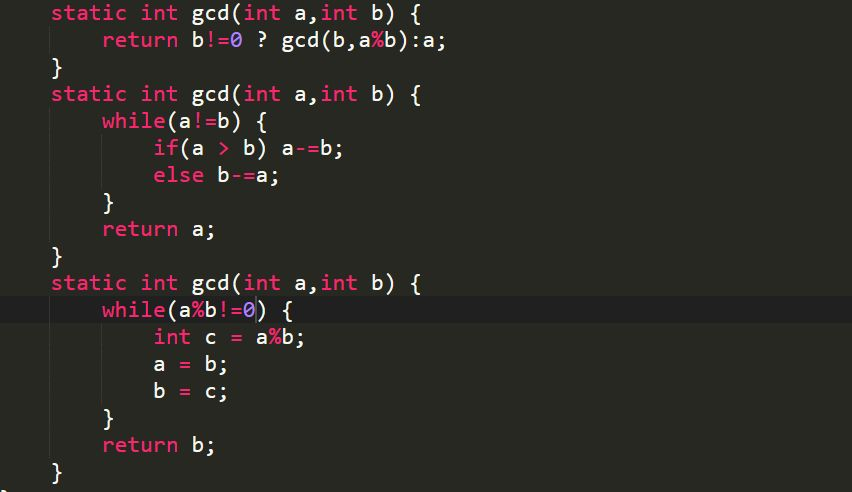 static int gcd(int a,int b) {
return b!=0 ? gcd(b,a%b):a;
}
static int gcd(int a,int b) {
while(a!=b) {
if(a > b) a-=b;
else b-=a;
}
return a;
}
static int gcd(int a,int b) {
while(a%b!=0) {
int c = a%b;
a = b;
b = c;
}
return b;
}